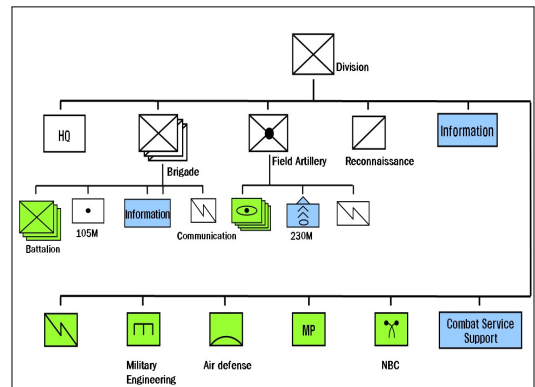 Division
HQ
Information
Field Artillery
Reconnaissance
Brigade
Information
105M
Communication
230M
Battalion
MP
Combat Service
Support
Military
Engineering
Air defense
NBC